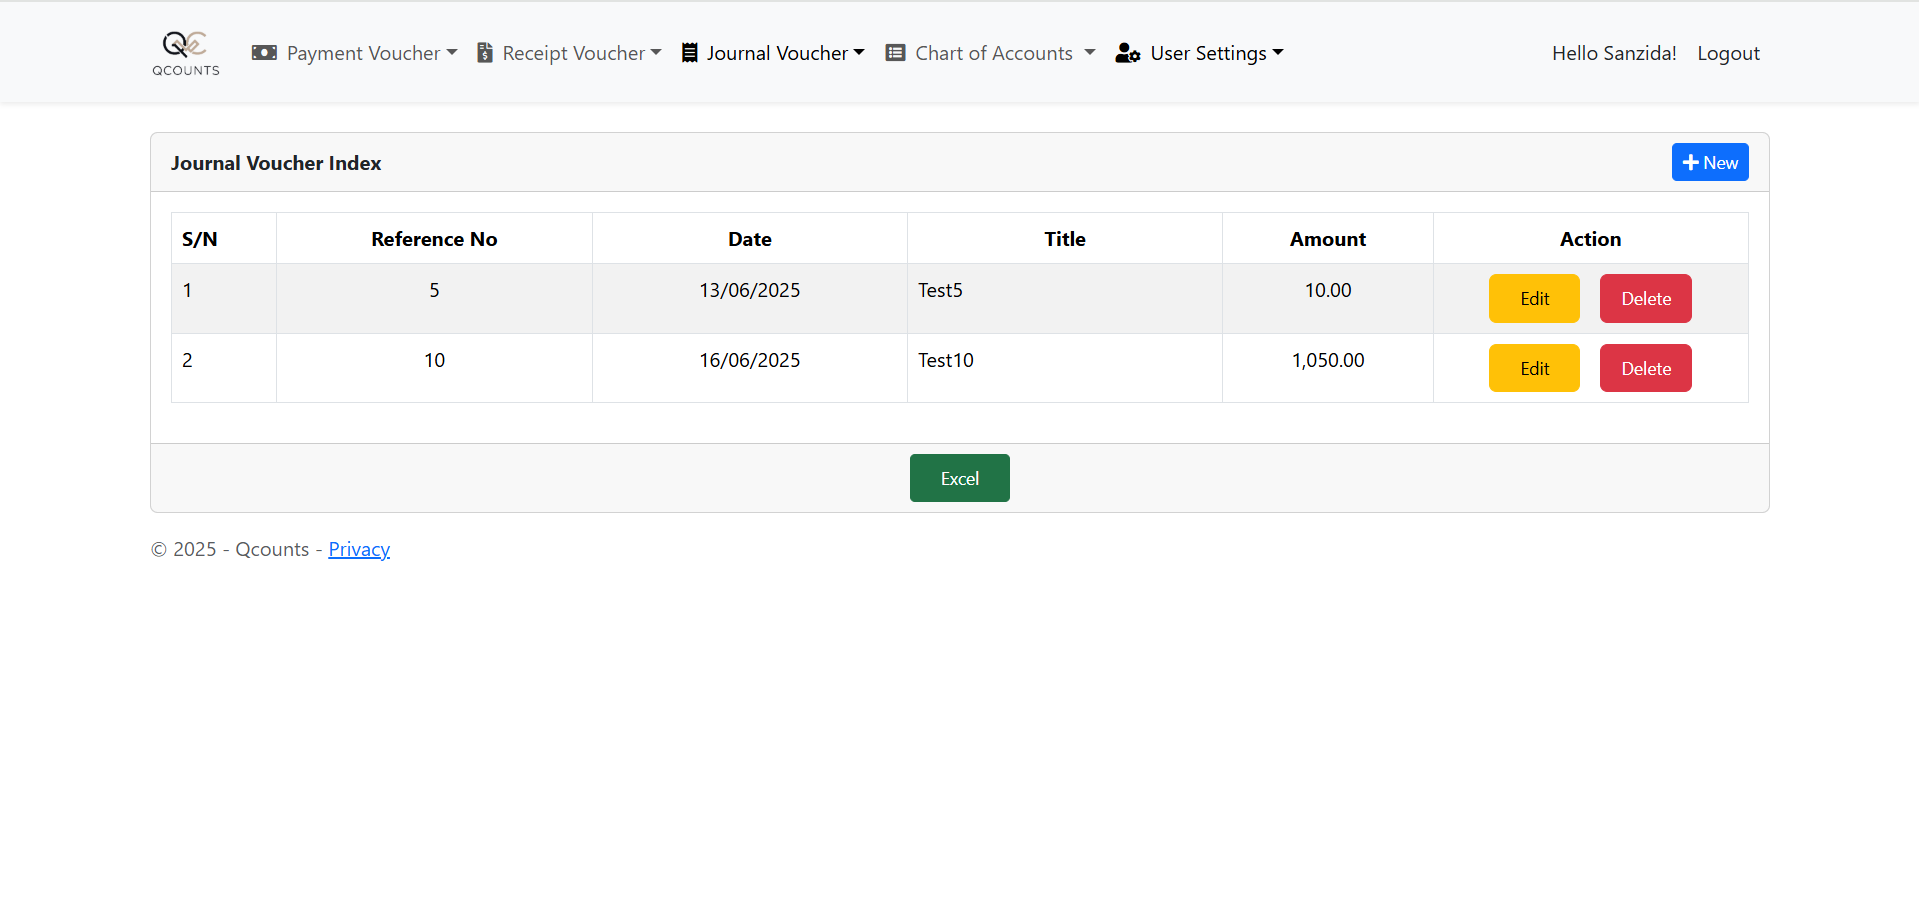 QCOUNTS Payment Voucher Receipt Voucher Journal Voucher Chart of Accounts User Settings Hello Sanzida! Logout
Journal Voucher Index New
S/N Reference No Date Title Amount Action
1 5 13/06/2025 Test5 10.00 Edit Delete
2 10 16/06/2025 Test10 1,050.00 Edit Delete
Excel
© 2025 - Qcounts - Privacy